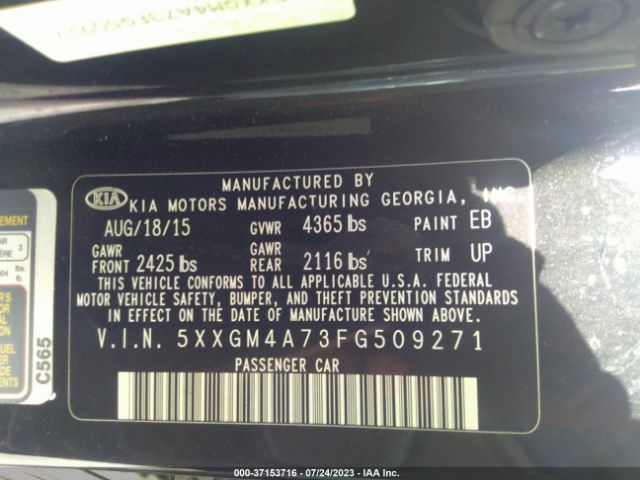 MANUFACTURED BY
KIA KIA MOTORS MANUFACTURING GEORGIA, INC.
AUG/18/15 GVWR 4365 lbs PAINT EB
GAWR GAWR
FRONT 2425 lbs REAR 2116 lbs TRIM UP
THIS VEHICLE CONFORMS TO ALL APPLICABLE U.S.A. FEDERAL
MOTOR VEHICLE SAFETY, BUMPER, AND THEFT PREVENTION STANDARDS
IN EFFECT ON THE DATE OF MANUFACTURE SHOWN ABOVE.
V.I.N. 5XXGM4A73FG509271
PASSENGER CAR
C565
000-37153716 - 07/24/2023 - IAA Inc.